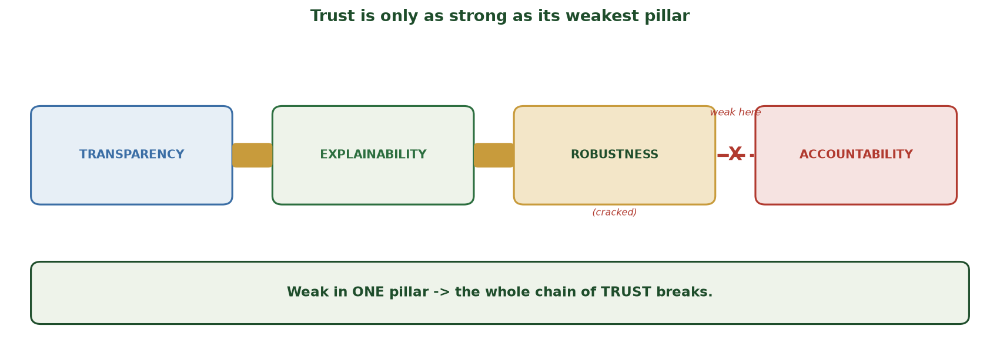 Trust is only as strong as its weakest pillar
weak here
TRANSPARENCY
EXPLAINABILITY
ROBUSTNESS
X
ACCOUNTABILITY
(cracked)
Weak in ONE pillar -> the whole chain of TRUST breaks.